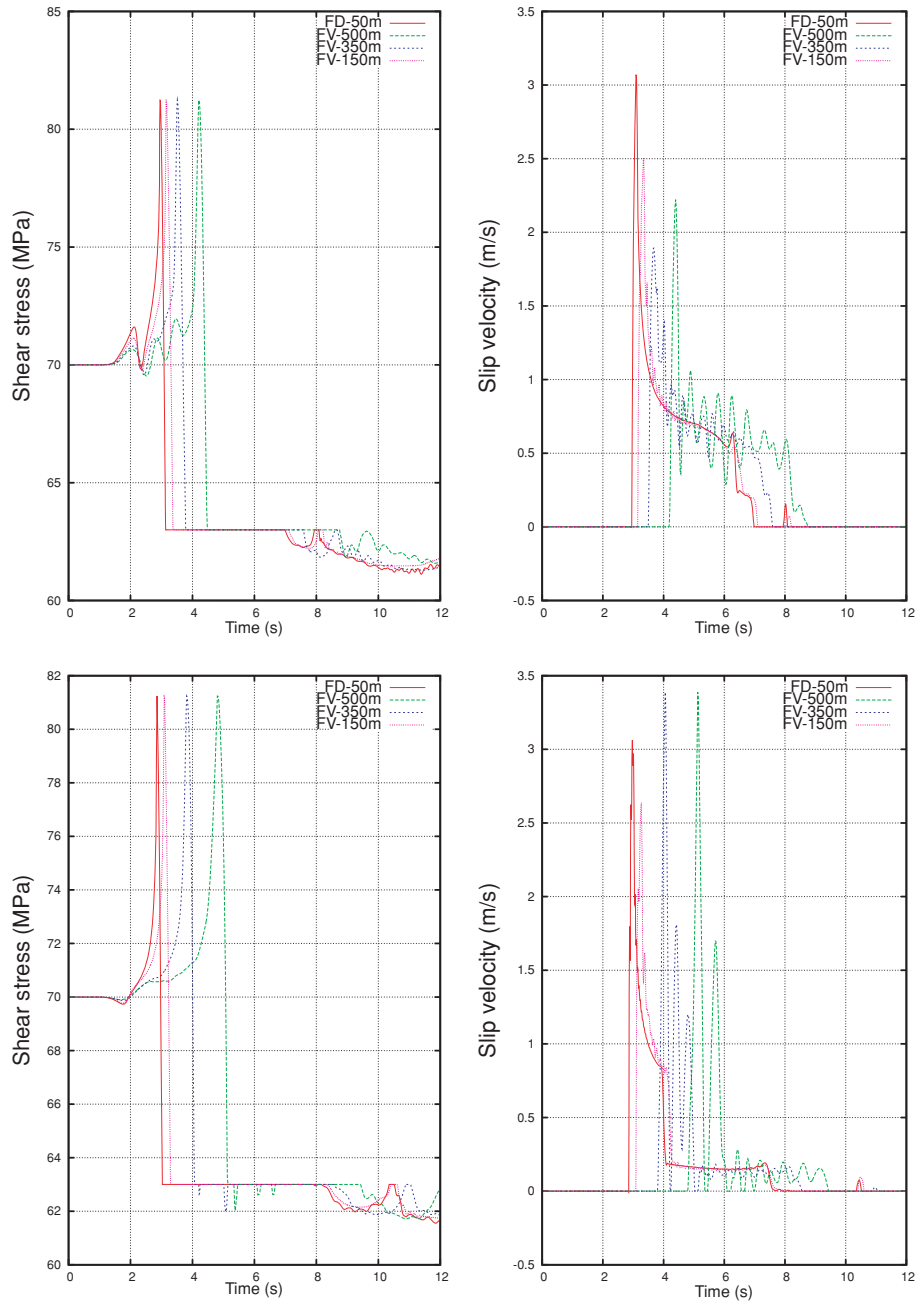 85
80
75
70
65
60
0
2
4
6
8
10
12
Shear stress (MPa)
Time (s)
FD-50m
FV-500m
FV-350m
FV-150m
3.5
3
2.5
2
1.5
1
0.5
0
-0.5
0
2
4
6
8
10
12
Slip velocity (m/s)
Time (s)
FD-50m
FV-500m
FV-350m
FV-150m
82
80
78
76
74
72
70
68
66
64
62
60
0
2
4
6
8
10
12
Shear stress (MPa)
Time (s)
FD-50m
FV-500m
FV-350m
FV-150m
3.5
3
2.5
2
1.5
1
0.5
0
-0.5
0
2
4
6
8
10
12
Slip velocity (m/s)
Time (s)
FD-50m
FV-500m
FV-350m
FV-150m